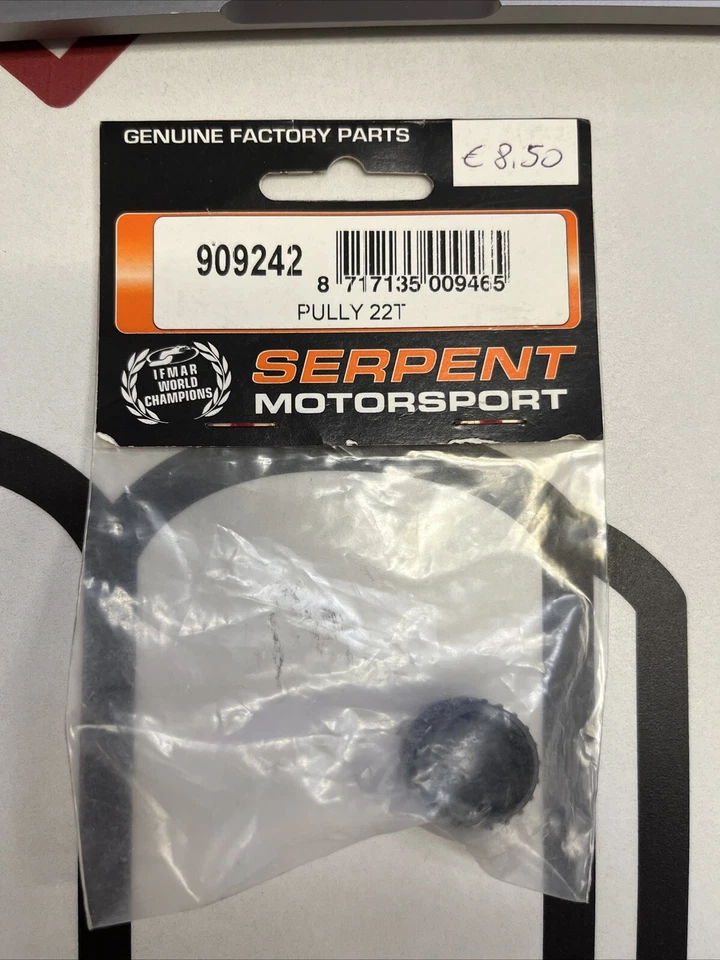 GENUINE FACTORY PARTS
€ 8,50
909242
8 717135 009465
PULLY 22T
IFMAR
WORLD
CHAMPIONS
SERPENT
MOTORSPORT